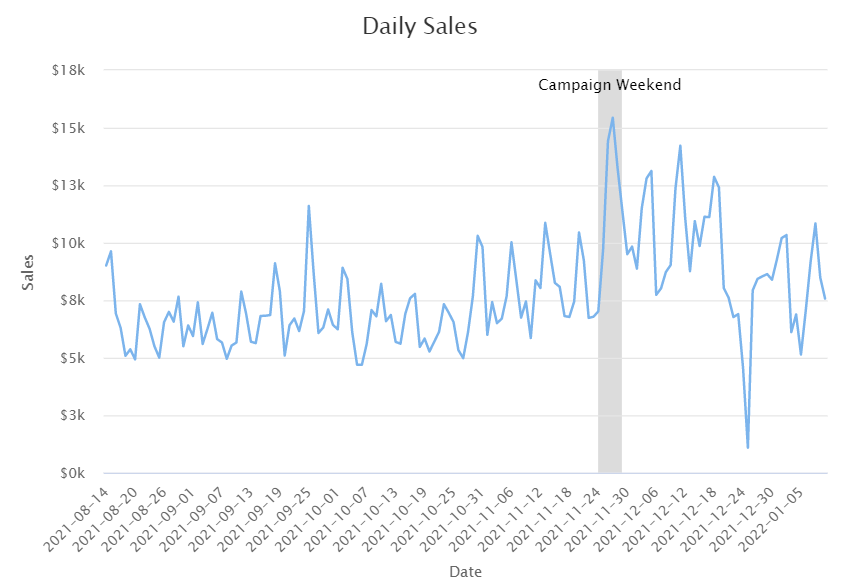 Daily Sales
$18k
Campaign Weekend
$15k
$13k
$10k
$8k
$5k
$3k
$0k
Sales
2021-08-14
2021-08-20
2021-08-26
2021-09-01
2021-09-07
2021-09-13
2021-09-19
2021-09-25
2021-10-01
2021-10-07
2021-10-13
2021-10-19
2021-10-25
2021-10-31
2021-11-06
2021-11-12
2021-11-18
2021-11-24
2021-11-30
2021-12-06
2021-12-12
2021-12-18
2021-12-24
2021-12-30
2022-01-05
Date